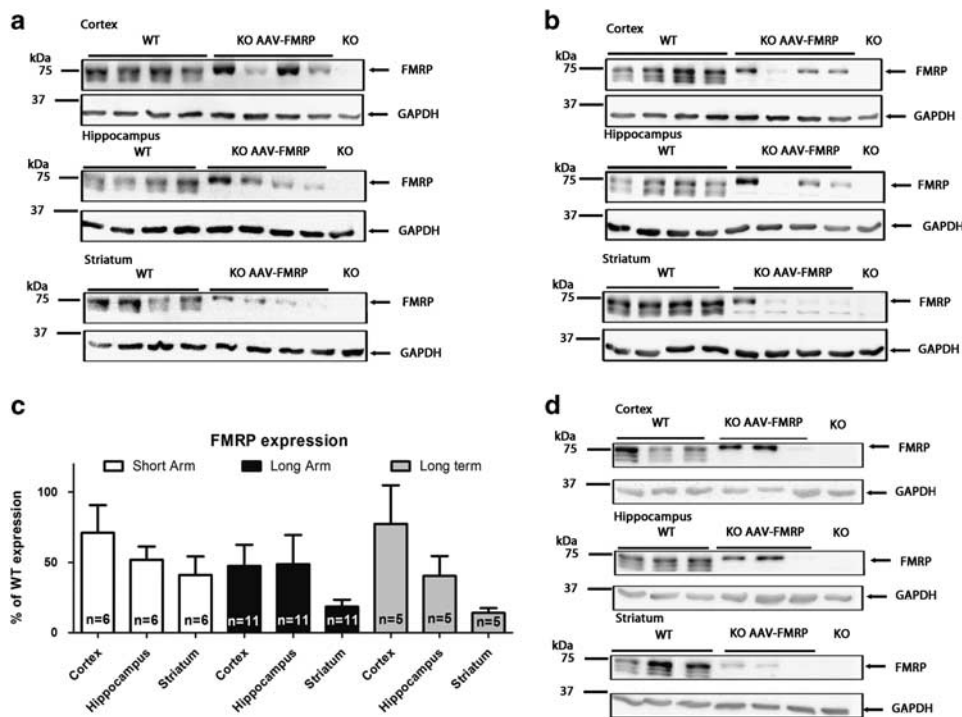 a
Cortex
kDa WT KO AAV-FMRP KO
75 FMRP
37
GAPDH
Hippocampus
kDa WT KO AAV-FMRP KO
75 FMRP
37
GAPDH
Striatum
kDa WT KO AAV-FMRP KO
75 FMRP
37
GAPDH
b
Cortex
kDa WT KO AAV-FMRP KO
75 FMRP
37
GAPDH
Hippocampus
kDa WT KO AAV-FMRP KO
75 FMRP
37
GAPDH
Striatum
kDa WT KO AAV-FMRP KO
75 FMRP
37
GAPDH
c
FMRP expression
Short Arm Long Arm Long term
% of WT expression
100
50
0
n=6 n=6 n=6 n=11 n=11 n=11 n=5 n=5 n=5
Cortex Hippocampus Striatum Cortex Hippocampus Striatum Cortex Hippocampus Striatum
d
Cortex
kDa WT KO AAV-FMRP KO
75 FMRP
37
GAPDH
Hippocampus
kDa WT KO AAV-FMRP KO
75 FMRP
37
GAPDH
Striatum
kDa WT KO AAV-FMRP KO
75 FMRP
37
GAPDH